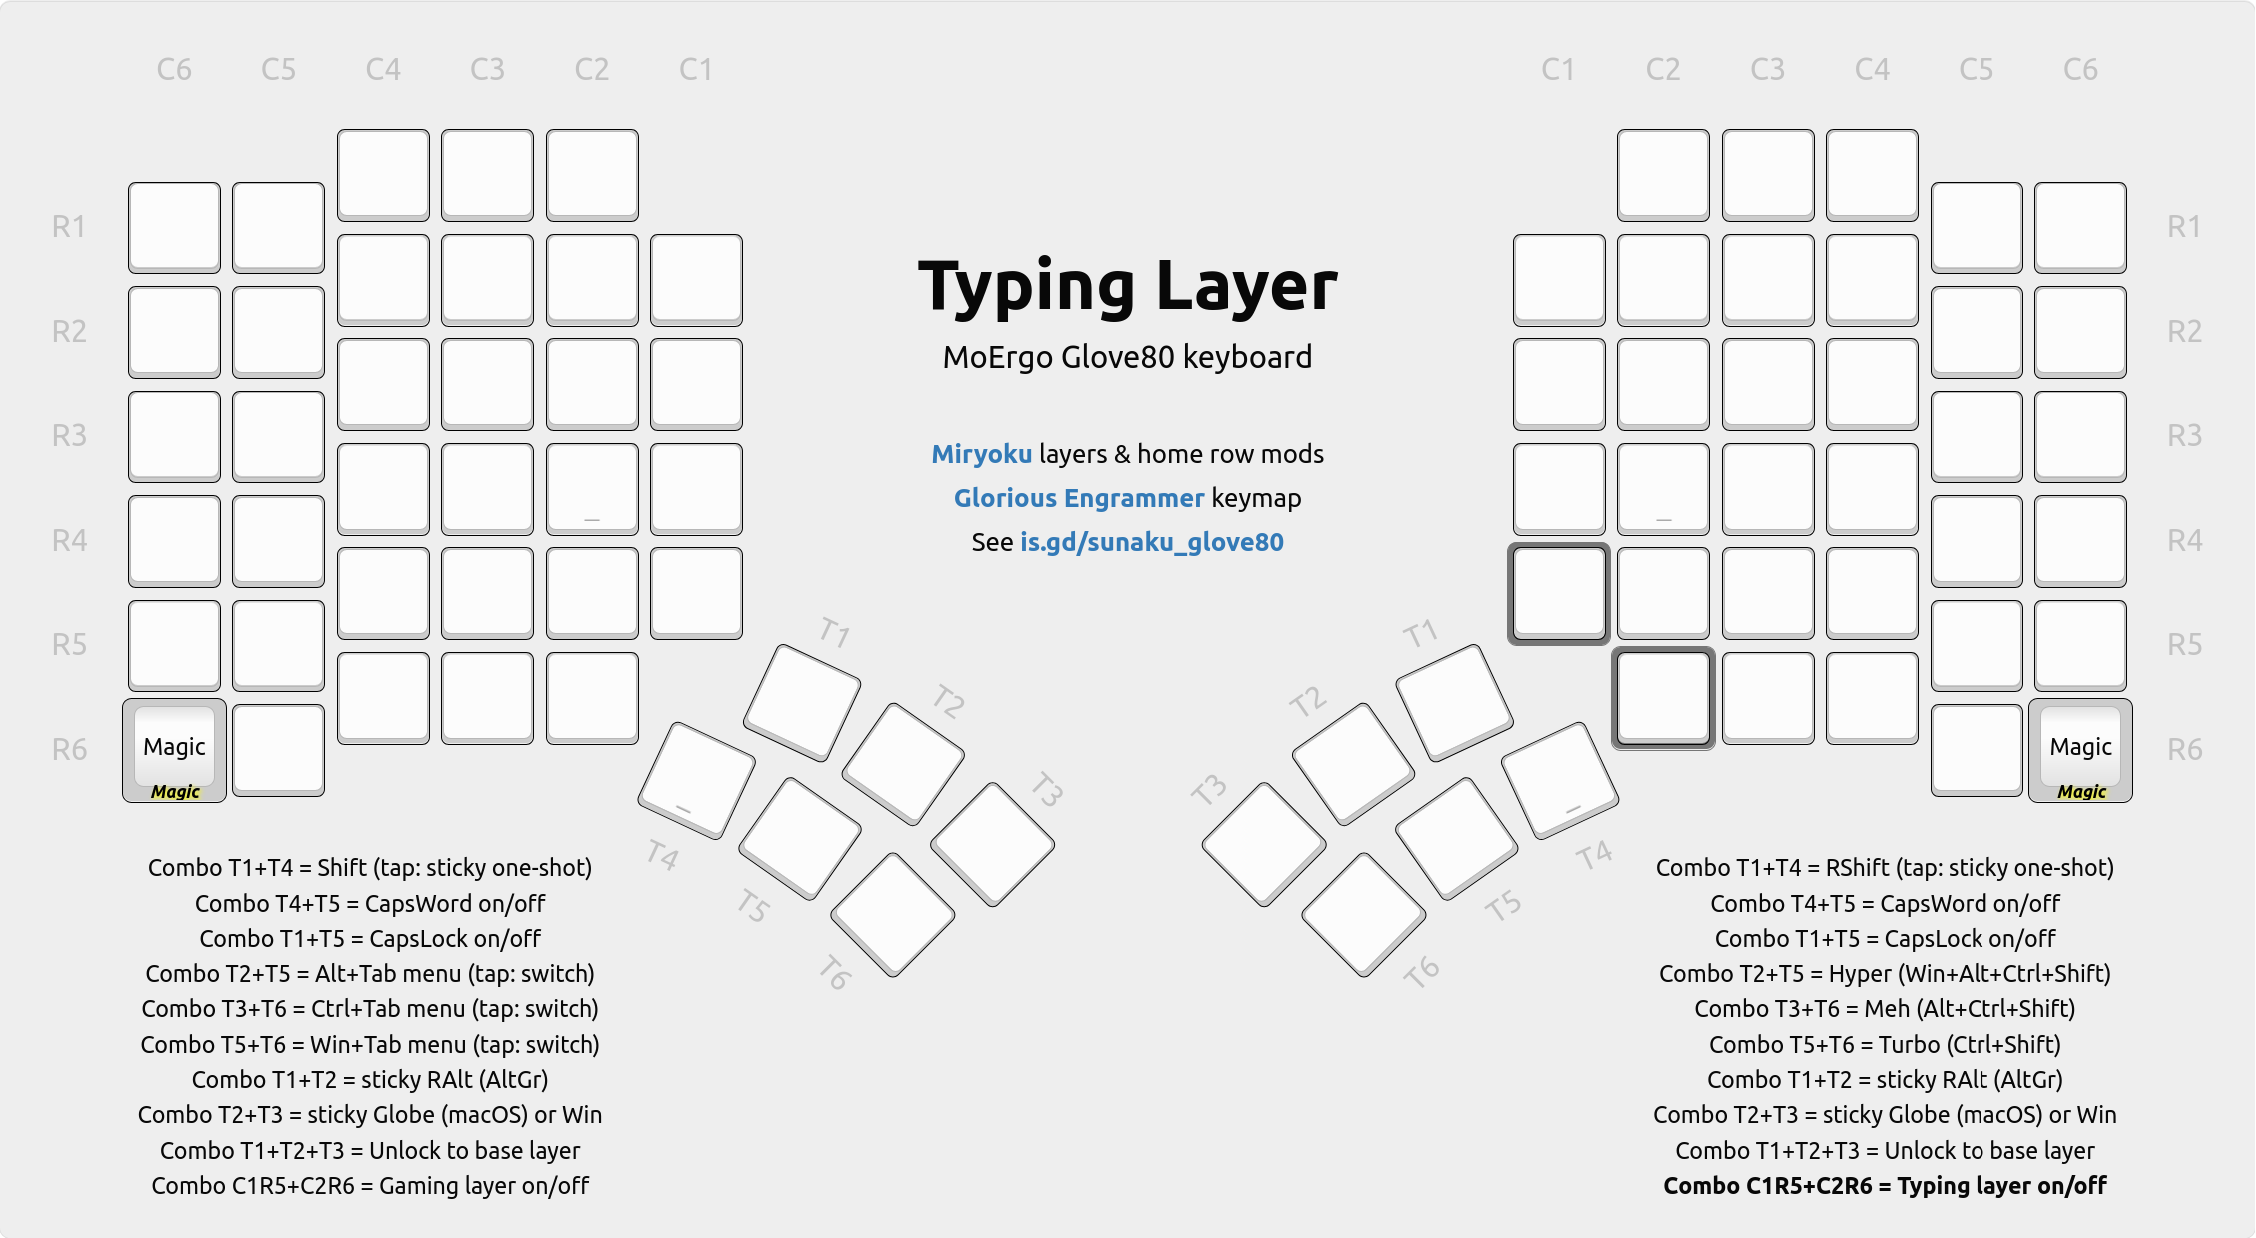 C6 C5 C4 C3 C2 C1
C1 C2 C3 C4 C5 C6
R1 R1
R2 R2
R3 R3
R4 R4
R5 R5
R6 R6
Typing Layer
MoErgo Glove80 keyboard
Miryoku layers & home row mods
Glorious Engrammer keymap
See is.gd/sunaku_glove80
_
_
T1
T2
T3
_
T4
T5
T6
T1
T2
T3
_
T4
T5
T6
Magic
Magic
Magic
Magic
Combo T1+T4 = Shift (tap: sticky one-shot)
Combo T4+T5 = CapsWord on/off
Combo T1+T5 = CapsLock on/off
Combo T2+T5 = Alt+Tab menu (tap: switch)
Combo T3+T6 = Ctrl+Tab menu (tap: switch)
Combo T5+T6 = Win+Tab menu (tap: switch)
Combo T1+T2 = sticky RAlt (AltGr)
Combo T2+T3 = sticky Globe (macOS) or Win
Combo T1+T2+T3 = Unlock to base layer
Combo C1R5+C2R6 = Gaming layer on/off
Combo T1+T4 = RShift (tap: sticky one-shot)
Combo T4+T5 = CapsWord on/off
Combo T1+T5 = CapsLock on/off
Combo T2+T5 = Hyper (Win+Alt+Ctrl+Shift)
Combo T3+T6 = Meh (Alt+Ctrl+Shift)
Combo T5+T6 = Turbo (Ctrl+Shift)
Combo T1+T2 = sticky RAlt (AltGr)
Combo T2+T3 = sticky Globe (macOS) or Win
Combo T1+T2+T3 = Unlock to base layer
Combo C1R5+C2R6 = Typing layer on/off